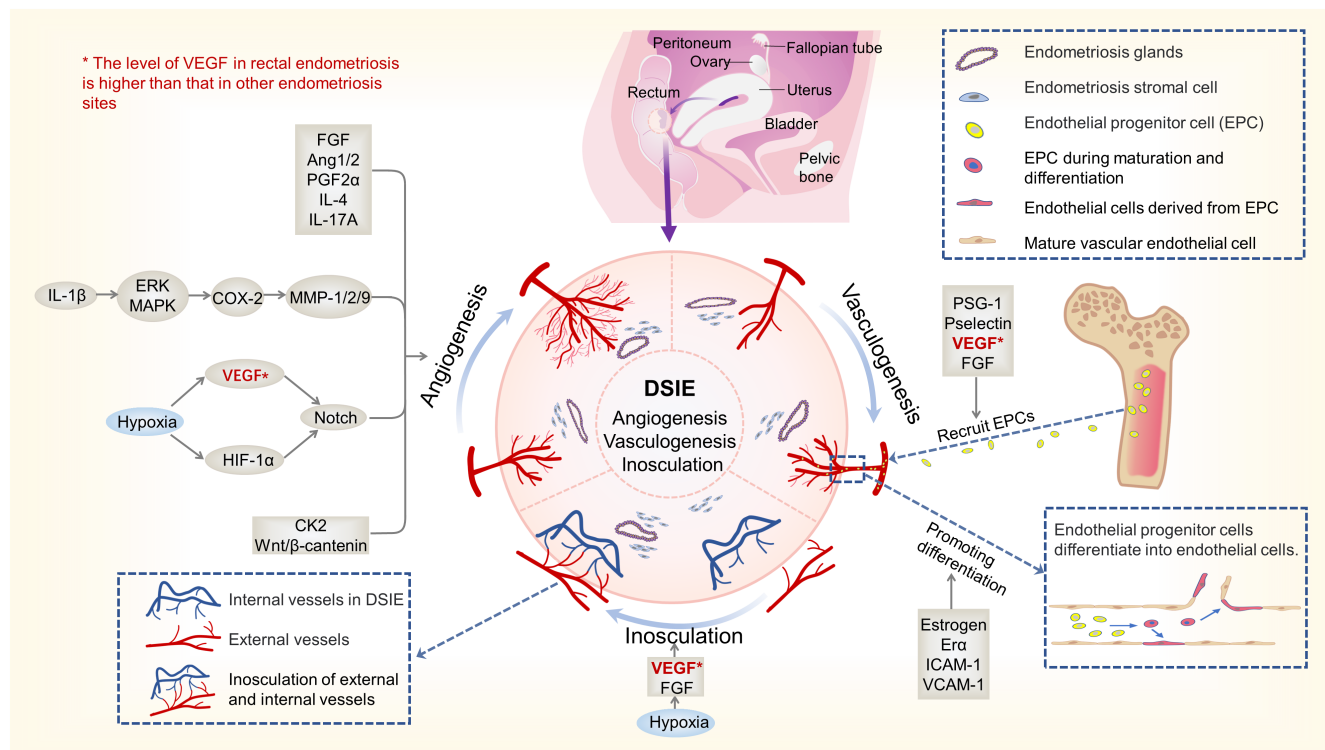 * The level of VEGF in rectal endometriosis
is higher than that in other endometriosis
sites
FGF
Ang1/2
PGF2α
IL-4
IL-17A
IL-1β
ERK
MAPK
COX-2
MMP-1/2/9
Hypoxia
VEGF*
HIF-1α
Notch
CK2
Wnt/β-cantenin
Angiogenesis
Peritoneum
Ovary
Rectum
Fallopian tube
Uterus
Bladder
Pelvic
bone
DSIE
Angiogenesis
Vasculogenesis
Inosculation
Vasculogenesis
Endometriosis glands
Endometriosis stromal cell
Endothelial progenitor cell (EPC)
EPC during maturation and
differentiation
Endothelial cells derived from EPC
Mature vascular endothelial cell
PSG-1
Pselectin
VEGF*
FGF
Recruit EPCs
Promoting
differentiation
Estrogen
Erα
ICAM-1
VCAM-1
Endothelial progenitor cells
differentiate into endothelial cells.
Inosculation
VEGF*
FGF
Hypoxia
Internal vessels in DSIE
External vessels
Inosculation of external
and internal vessels